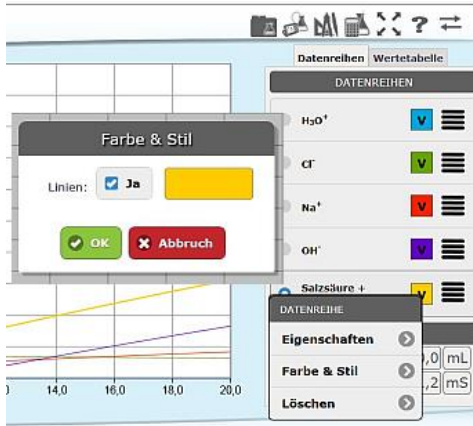 ?
Datenreihen Wertetabelle
DATENREIHEN
H₃O⁺ V
Cl⁻ V
Na⁺ V
OH⁻ V
Salzsäure + V
Farbe & Stil
Linien: Ja
OK Abbruch
DATENREIHE
Eigenschaften
Farbe & Stil
Löschen
,0 mL
,2 mS
14,0 16,0 18,0 20,0